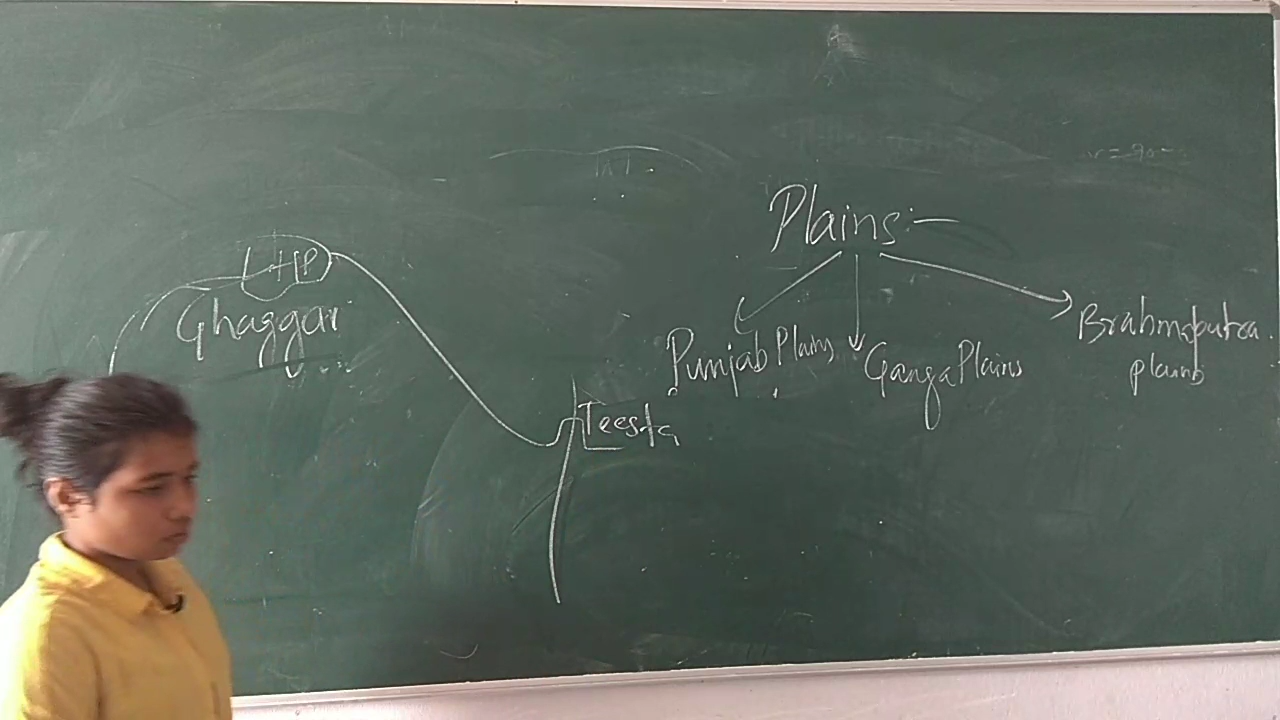 Plains:-
HP
Ghaggar
Punjab Plains
Ganga Plains
Brahmaputra
plains
Teesta